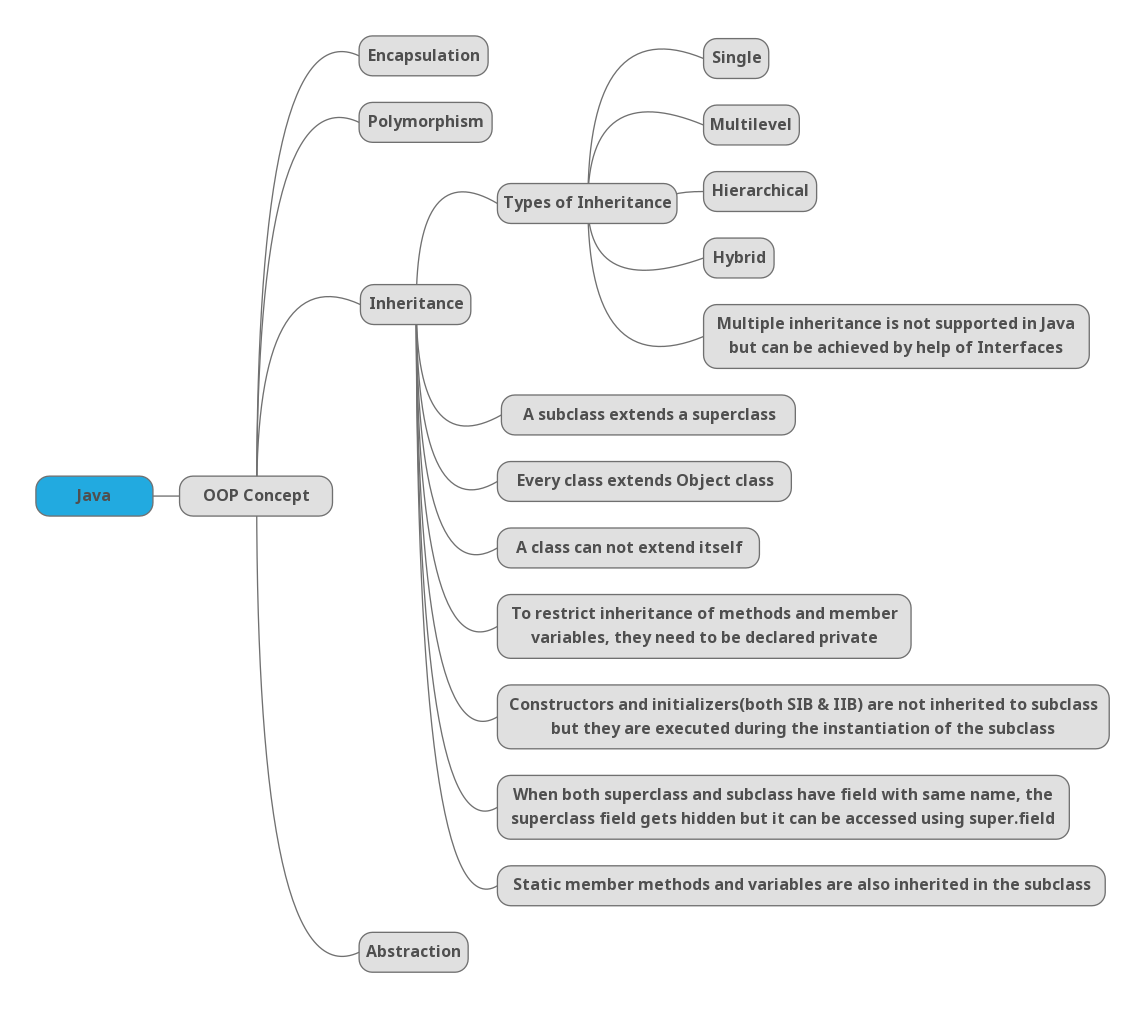 Encapsulation
Polymorphism
Single
Multilevel
Hierarchical
Types of Inheritance
Hybrid
Inheritance
Multiple inheritance is not supported in Java
but can be achieved by help of Interfaces
A subclass extends a superclass
Every class extends Object class
Java
OOP Concept
A class can not extend itself
To restrict inheritance of methods and member
variables, they need to be declared private
Constructors and initializers(both SIB & IIB) are not inherited to subclass
but they are executed during the instantiation of the subclass
When both superclass and subclass have field with same name, the
superclass field gets hidden but it can be accessed using super.field
Static member methods and variables are also inherited in the subclass
Abstraction